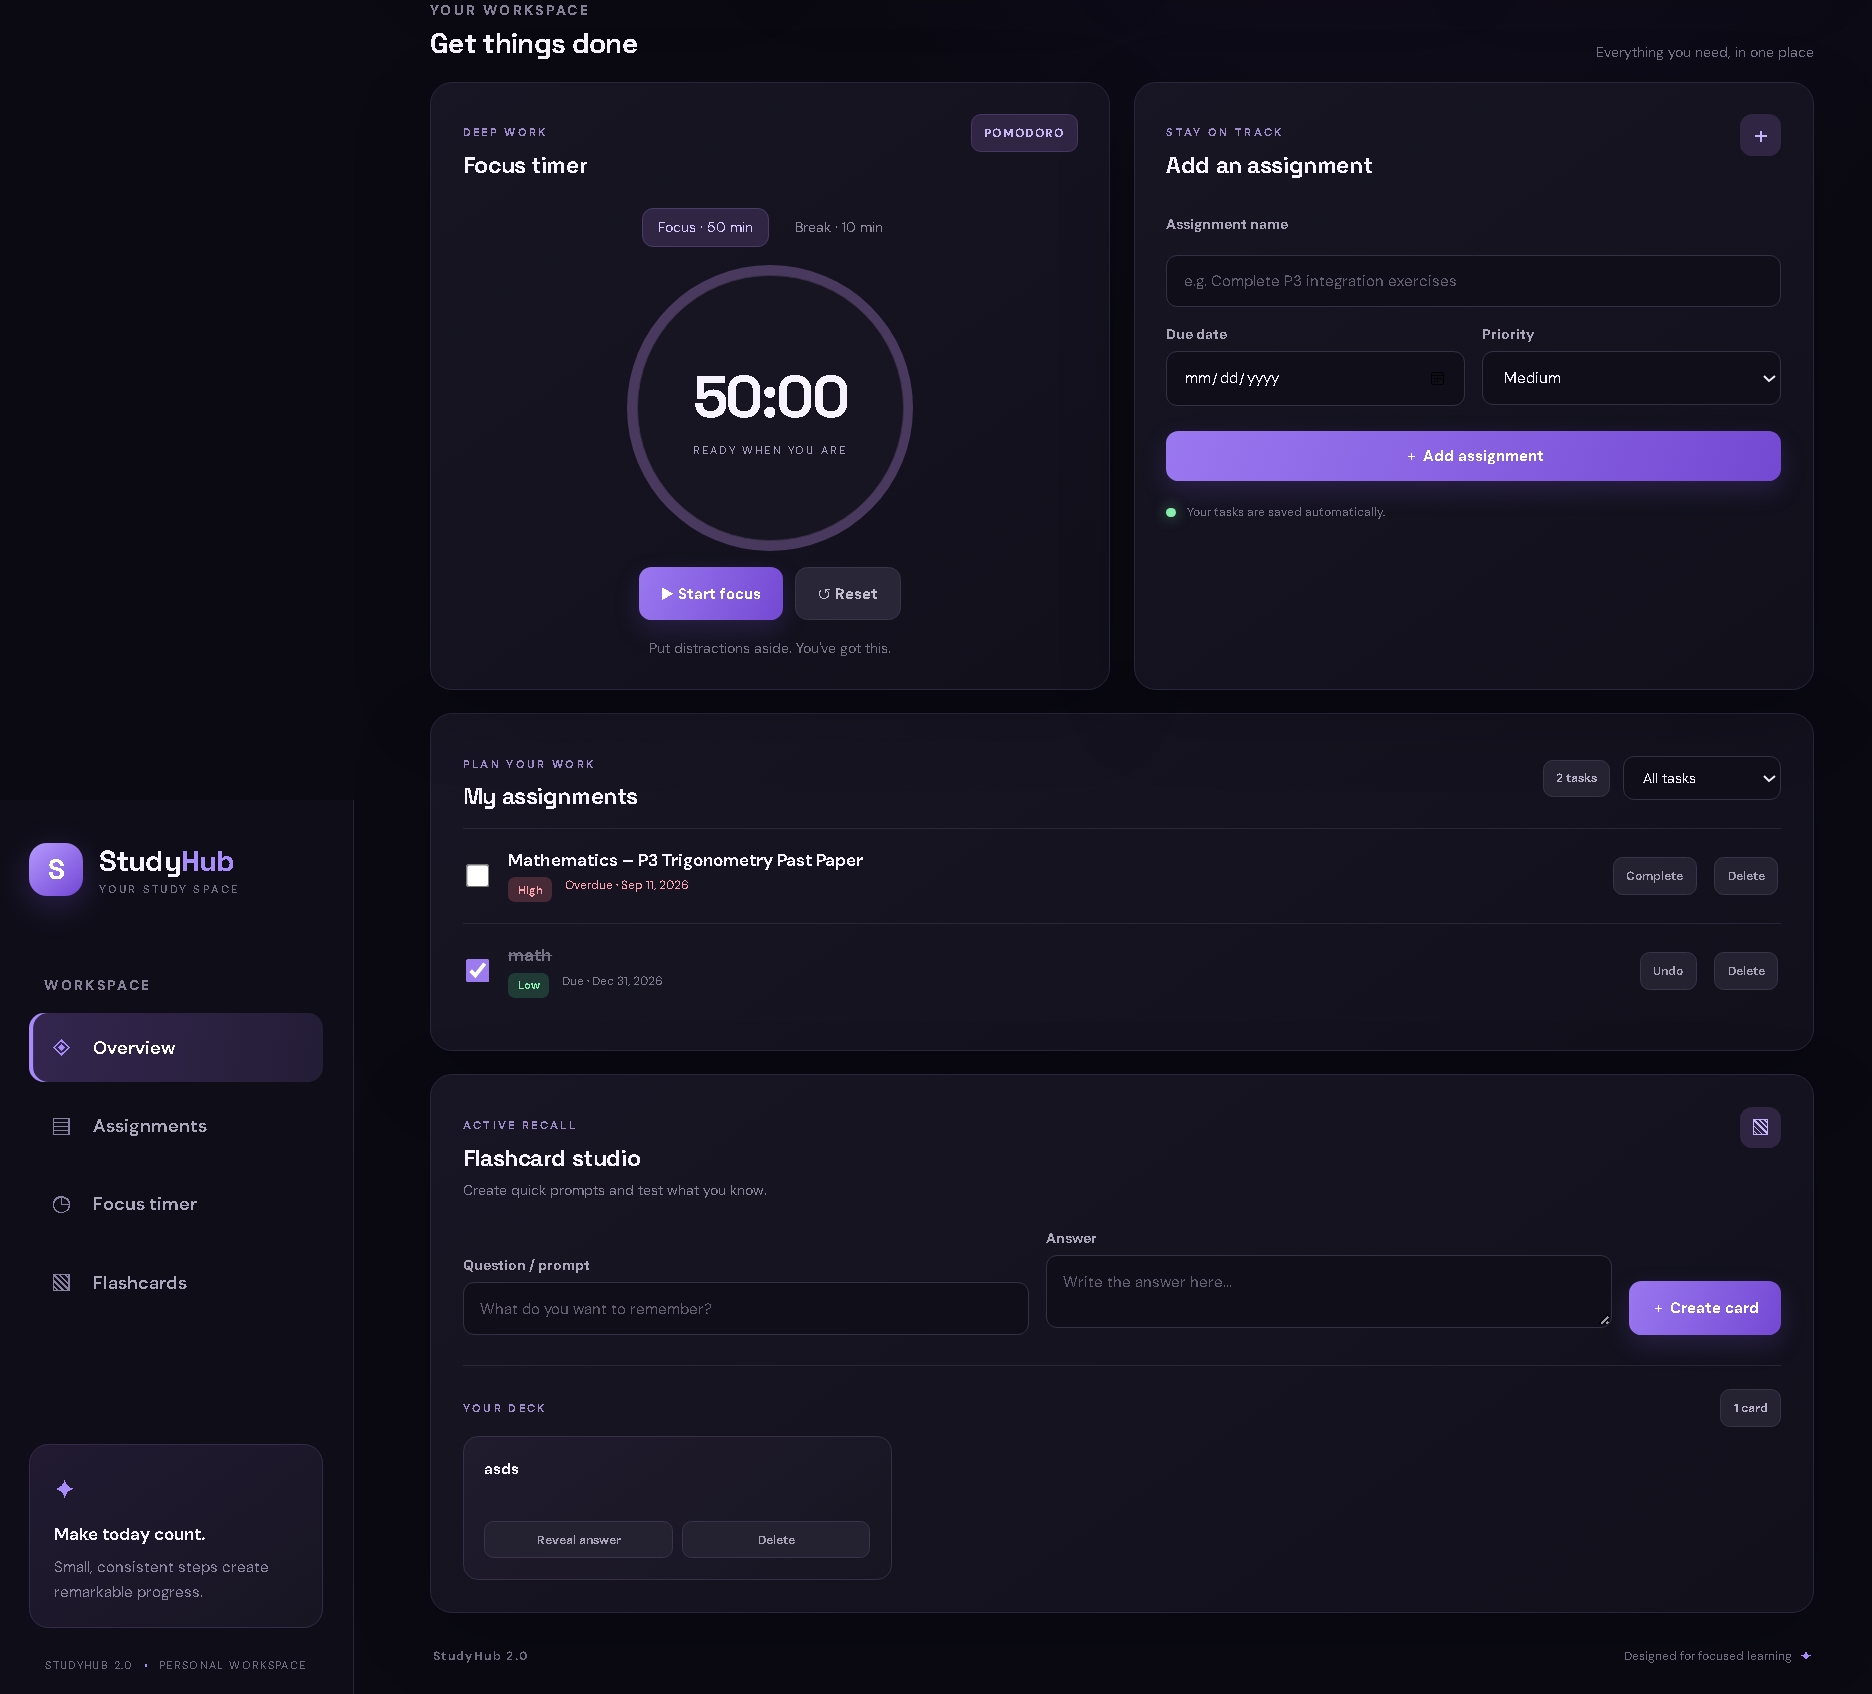 YOUR WORKSPACE
Get things done
Everything you need, in one place
DEEP WORK
Focus timer
POMODORO
Focus · 50 min
Break · 10 min
50:00
READY WHEN YOU ARE
▶ Start focus
↺ Reset
Put distractions aside. You've got this.
STAY ON TRACK
Add an assignment
+
Assignment name
e.g. Complete P3 integration exercises
Due date
Priority
mm/dd/yyyy
Medium
+ Add assignment
Your tasks are saved automatically.
PLAN YOUR WORK
My assignments
2 tasks
All tasks
Mathematics – P3 Trigonometry Past Paper
High
Overdue · Sep 11, 2026
Complete
Delete
math
Low
Due · Dec 31, 2026
Undo
Delete
ACTIVE RECALL
Flashcard studio
Create quick prompts and test what you know.
Question / prompt
What do you want to remember?
Answer
Write the answer here...
+ Create card
YOUR DECK
1 card
asds
Reveal answer
Delete
StudyHub 2.0
Designed for focused learning ✦
S
StudyHub
YOUR STUDY SPACE
WORKSPACE
Overview
Assignments
Focus timer
Flashcards
✦
Make today count.
Small, consistent steps create
remarkable progress.
STUDYHUB 2.0 • PERSONAL WORKSPACE